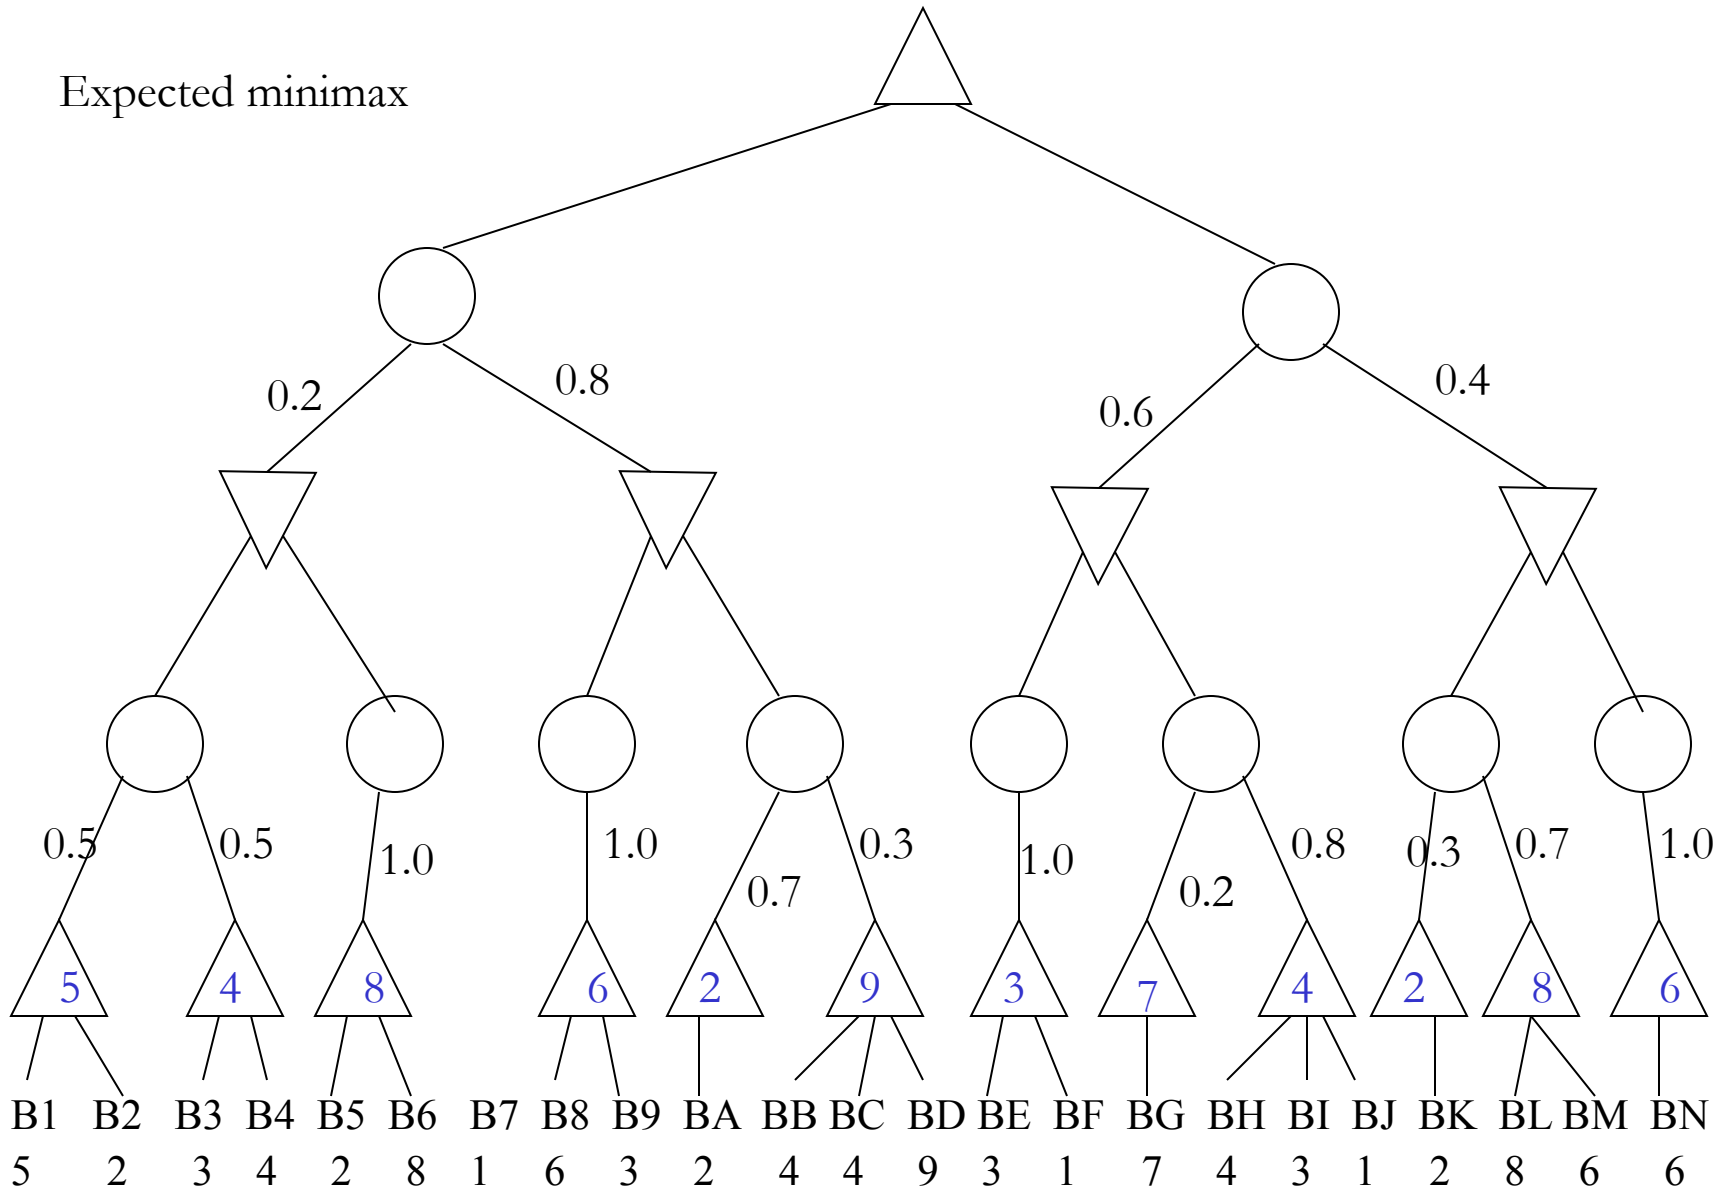 Expected minimax
0.2 0.8 0.6 0.4
0.5 0.5 1.0 1.0 0.7 0.3 1.0 0.2 0.8 0.3 0.7 1.0
5 4 8 6 2 9 3 7 4 2 8 6
B1 B2 B3 B4 B5 B6 B7 B8 B9 BA BB BC BD BE BF BG BH BI BJ BK BL BM BN
5 2 3 4 2 8 1 6 3 2 4 4 9 3 1 7 4 3 1 2 8 6 6